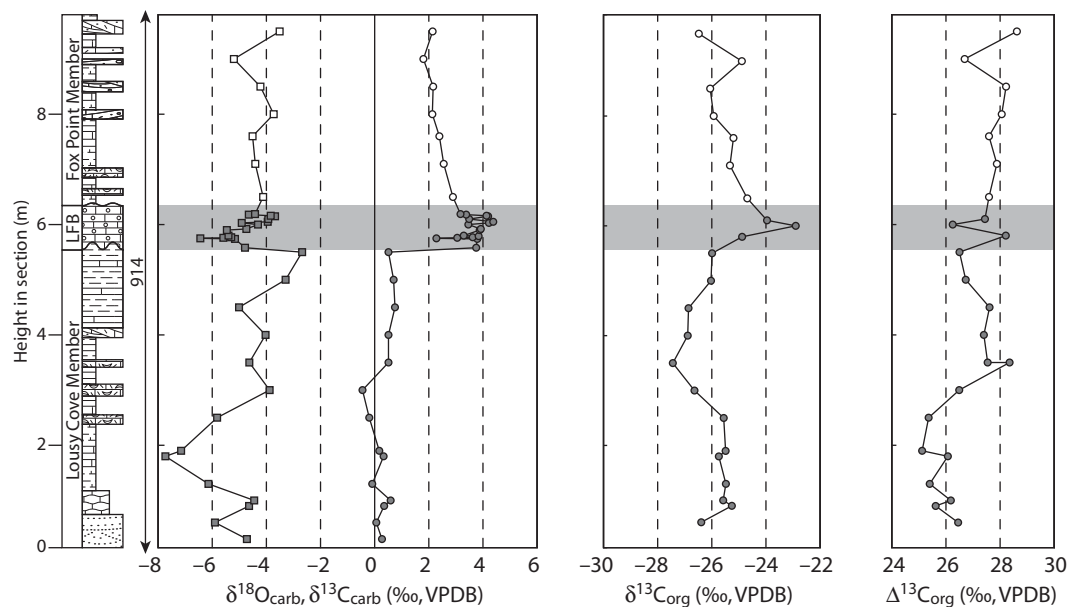 Height in section (m)
8
6
4
2
0
Fox Point Member
LFB
Lousy Cove Member
914
−8 −6 −4 −2 0 2 4 6
δ18Ocarb, δ13Ccarb (‰, VPDB)
−30 −28 −26 −24 −22
δ13Corg (‰, VPDB)
24 26 28 30
Δ13Corg (‰, VPDB)